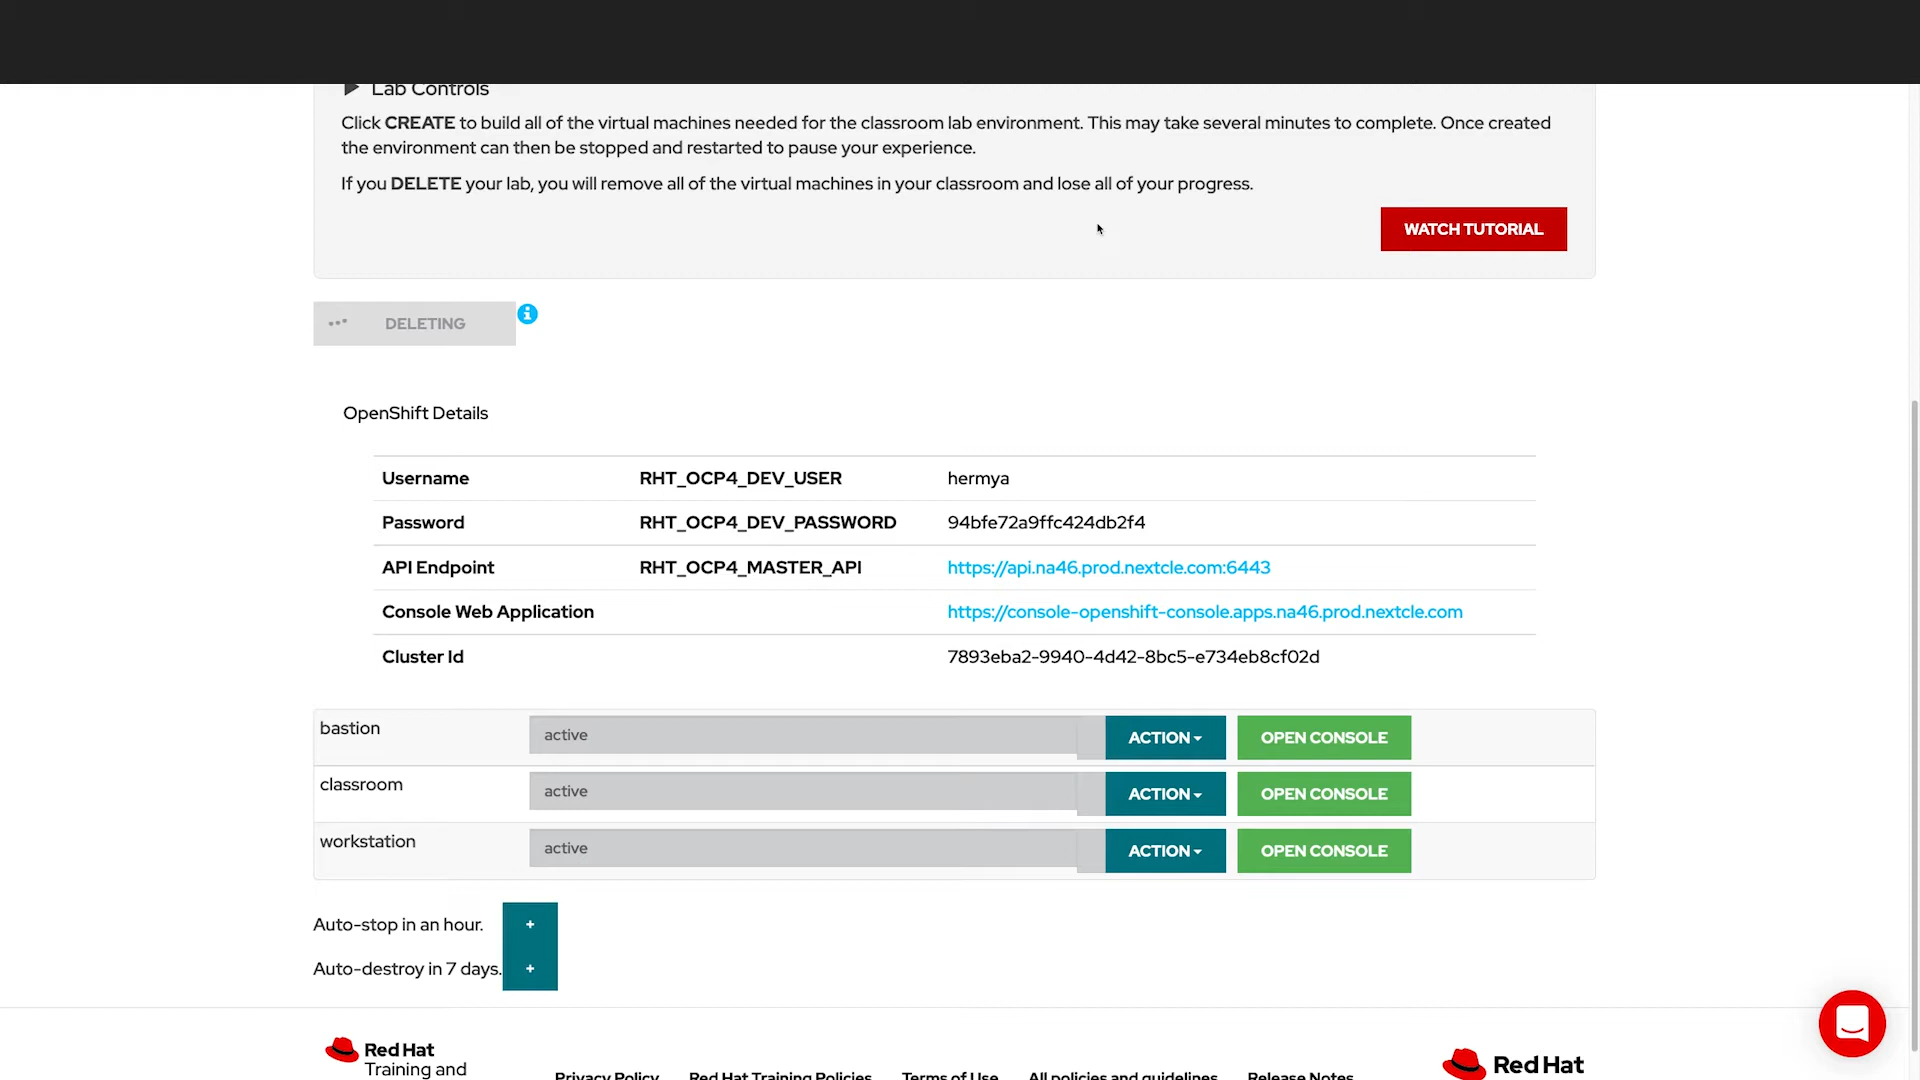 Lab Controls
Click CREATE to build all of the virtual machines needed for the classroom lab environment. This may take several minutes to complete. Once created
the environment can then be stopped and restarted to pause your experience.
If you DELETE your lab, you will remove all of the virtual machines in your classroom and lose all of your progress.
WATCH TUTORIAL
DELETING
OpenShift Details
Username RHT_OCP4_DEV_USER hermya
Password RHT_OCP4_DEV_PASSWORD 94bfe72a9ffc424db2f4
API Endpoint RHT_OCP4_MASTER_API https://api.na46.prod.nextcle.com:6443
Console Web Application https://console-openshift-console.apps.na46.prod.nextcle.com
Cluster Id 7893eba2-9940-4d42-8bc5-e734eb8cf02d
bastion active ACTION OPEN CONSOLE
classroom active ACTION OPEN CONSOLE
workstation active ACTION OPEN CONSOLE
Auto-stop in an hour. +
Auto-destroy in 7 days. +
Red Hat
Training and
Privacy Policy Red Hat Training Policies Terms of Use All policies and guidelines Release Notes
Red Hat